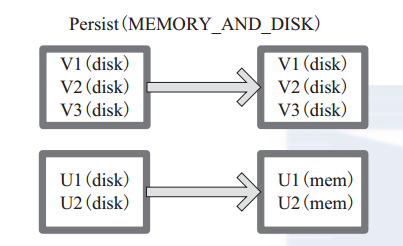 Persist(MEMORY_AND_DISK)
V1(disk)
V2(disk)
V3(disk)
V1(disk)
V2(disk)
V3(disk)
U1(disk)
U2(disk)
U1(mem)
U2(mem)